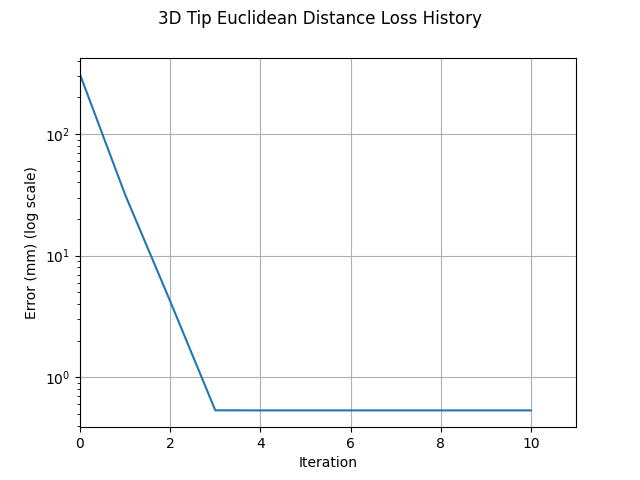 3D Tip Euclidean Distance Loss History
Error (mm) (log scale)
10²
10¹
10⁰
0 2 4 6 8 10
Iteration